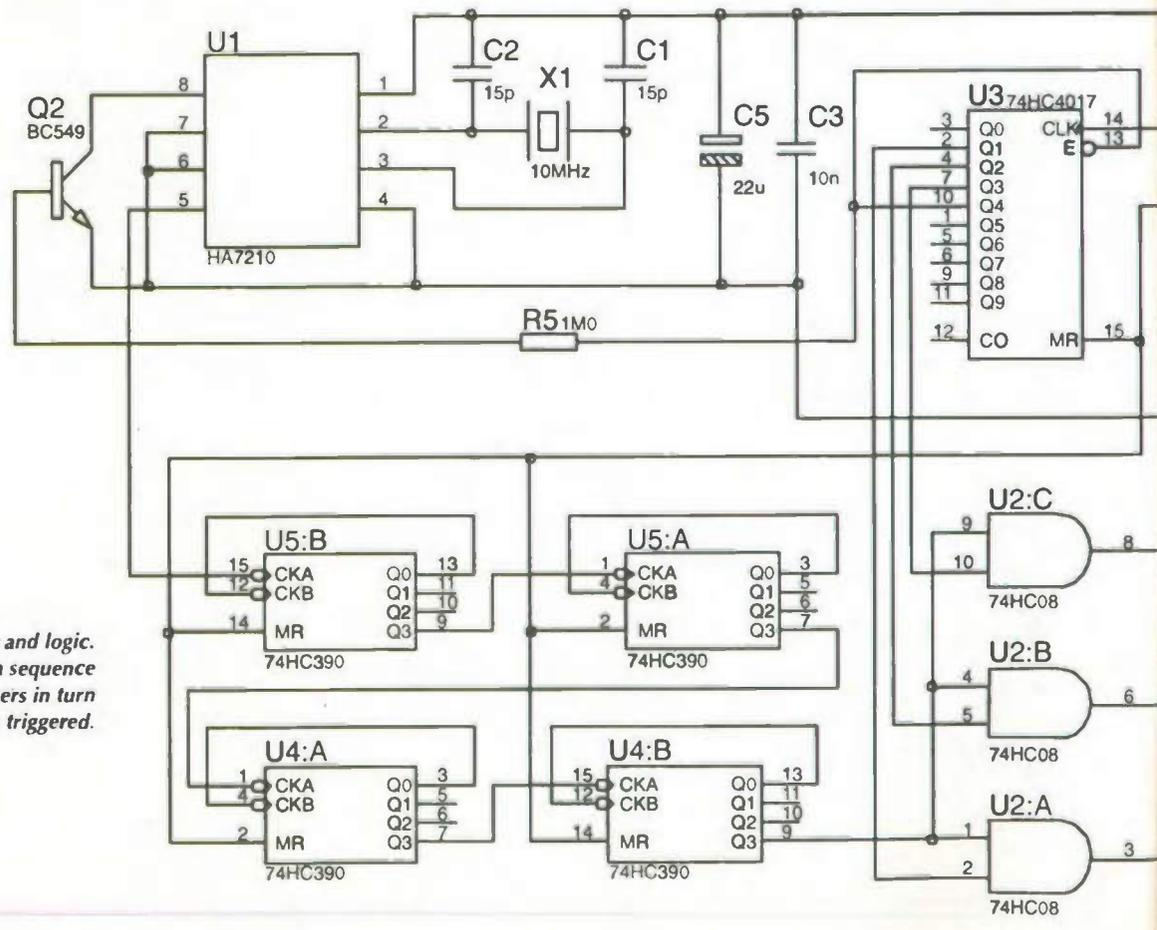 U1
HA7210
8
7
6
5
1
2
3
4
Q2
BC549
C2
15p
X1
10MHz
C1
15p
C5
22u
C3
10n
U3
74HC4017
3
2
4
7
10
1
5
6
9
11
12
Q0
Q1
Q2
Q3
Q4
Q5
Q6
Q7
Q8
Q9
CO
CLK
E
MR
14
13
15
R5 1M0
U5:B
15
12
14
CKA
CKB
MR
Q0
Q1
Q2
Q3
13
11
10
9
74HC390
U5:A
1
4
2
CKA
CKB
MR
Q0
Q1
Q2
Q3
3
5
6
7
74HC390
U2:C
9
10
8
74HC08
U2:B
4
5
6
74HC08
and logic.
sequence
ers in turn
triggered.
U4:A
1
4
2
CKA
CKB
MR
Q0
Q1
Q2
Q3
3
5
6
7
74HC390
U4:B
15
12
14
CKA
CKB
MR
Q0
Q1
Q2
Q3
13
11
10
9
74HC390
U2:A
1
2
3
74HC08